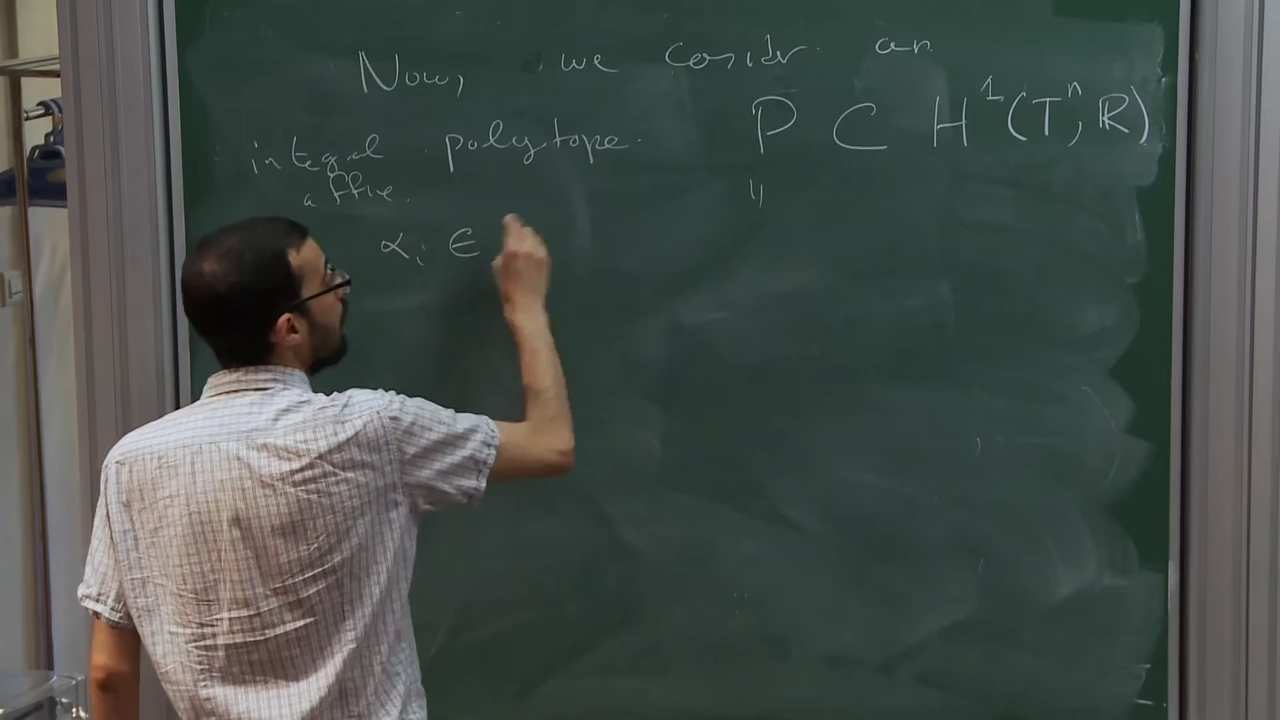 Now, we consider an
integral polytope. P ⊂ H¹(Tⁿ; ℝ)
affine. ||
αᵢ ∈